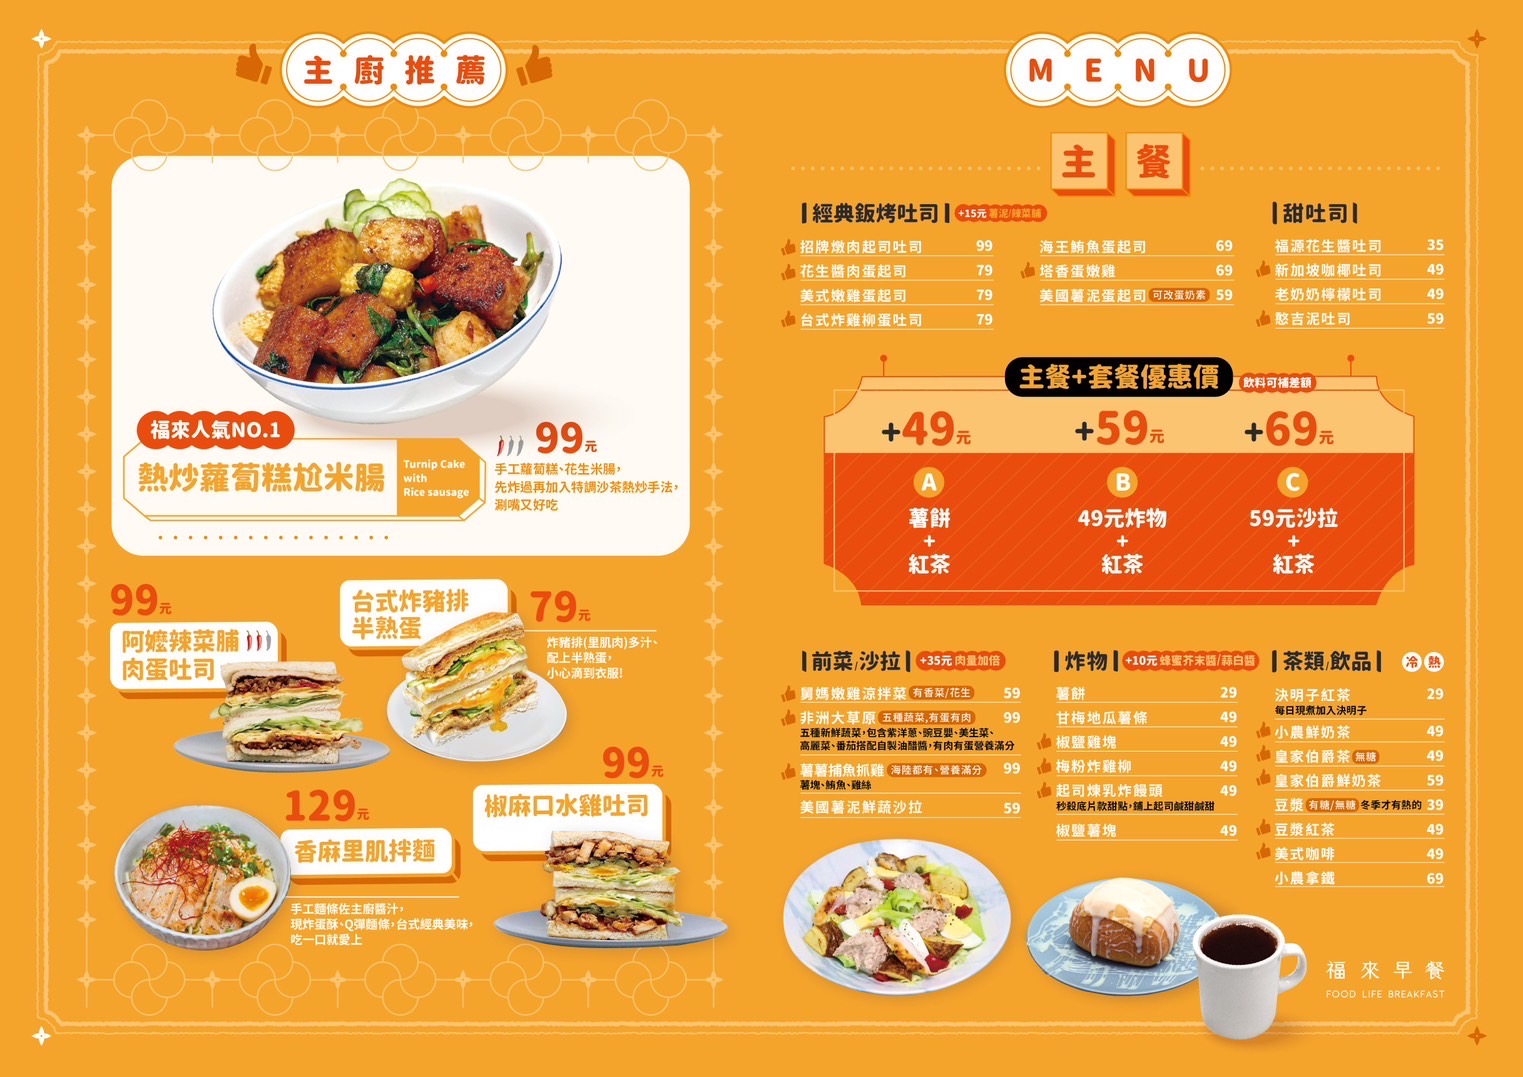 主廚推薦
福來人氣NO.1
熱炒蘿蔔糕尬米腸
Turnip Cake
with
Rice sausage
99元
手工蘿蔔糕、花生米腸,
先炸過再加入特調沙茶熱炒手法,
涮嘴又好吃
99元
阿嬤辣菜脯
肉蛋吐司
台式炸豬排
半熟蛋
79元
炸豬排(里肌肉)多汁、
配上半熟蛋,
小心滴到衣服!
129元
香麻里肌拌麵
手工麵條佐主廚醬汁,
現炸蛋酥、Q彈麵條,台式經典美味,
吃一口就愛上
99元
椒麻口水雞吐司
MENU
主餐
經典鈑烤吐司 +15元 薯泥/辣菜脯
招牌燉肉起司吐司 99
花生醬肉蛋起司 79
美式嫩雞蛋起司 79
台式炸雞柳蛋吐司 79
海王鮪魚蛋起司 69
塔香蛋嫩雞 69
美國薯泥蛋起司 可改蛋奶素 59
甜吐司
福源花生醬吐司 35
新加坡咖椰吐司 49
老奶奶檸檬吐司 49
憨吉泥吐司 59
主餐+套餐優惠價 飲料可補差額
+49元
A
薯餅
+
紅茶
+59元
B
49元炸物
+
紅茶
+69元
C
59元沙拉
+
紅茶
前菜/沙拉 +35元 肉量加倍
舅媽嫩雞涼拌菜 有香菜/花生 59
非洲大草原 五種蔬菜,有蛋有肉 99
五種新鮮蔬菜,包含紫洋蔥、豌豆嬰、美生菜、
高麗菜、番茄搭配自製油醋醬,有肉有蛋營養滿分
薯薯捕魚抓雞 海陸都有、營養滿分 99
薯塊、鮪魚、雞絲
美國薯泥鮮蔬沙拉 59
炸物 +10元 蜂蜜芥末醬/蒜白醬
薯餅 29
甘梅地瓜薯條 49
椒鹽雞塊 49
梅粉炸雞柳 49
起司煉乳炸饅頭 49
秒殺底片款甜點,鋪上起司鹹甜鹹甜
椒鹽薯塊 49
茶類/飲品 冷 熱
決明子紅茶 29
每日現煮加入決明子
小農鮮奶茶 49
皇家伯爵茶 無糖 49
皇家伯爵鮮奶茶 59
豆漿 有糖/無糖 冬季才有熱的 39
豆漿紅茶 49
美式咖啡 49
小農拿鐵 69
福來早餐
FOOD LIFE BREAKFAST